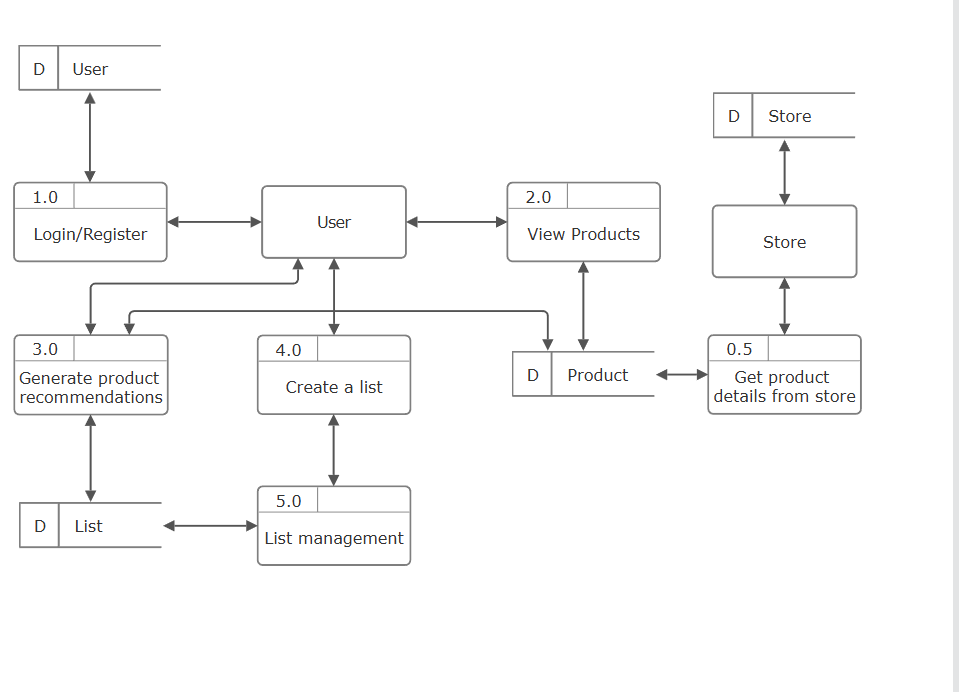 D User
D Store
1.0
Login/Register
User
2.0
View Products
Store
3.0
Generate product
recommendations
4.0
Create a list
D Product
0.5
Get product
details from store
D List
5.0
List management